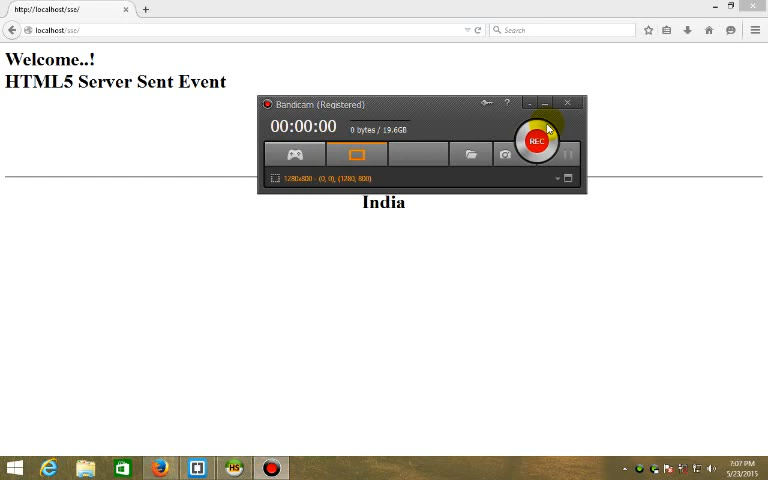 http://localhost/sse/
localhost/sse/
Search
Welcome..!
HTML5 Server Sent Event
Bandicam (Registered)
00:00:00
0 bytes / 19.6GB
REC
1280x800 - (0, 0), (1280, 800)
India
HS
7:07 PM
5/23/2015